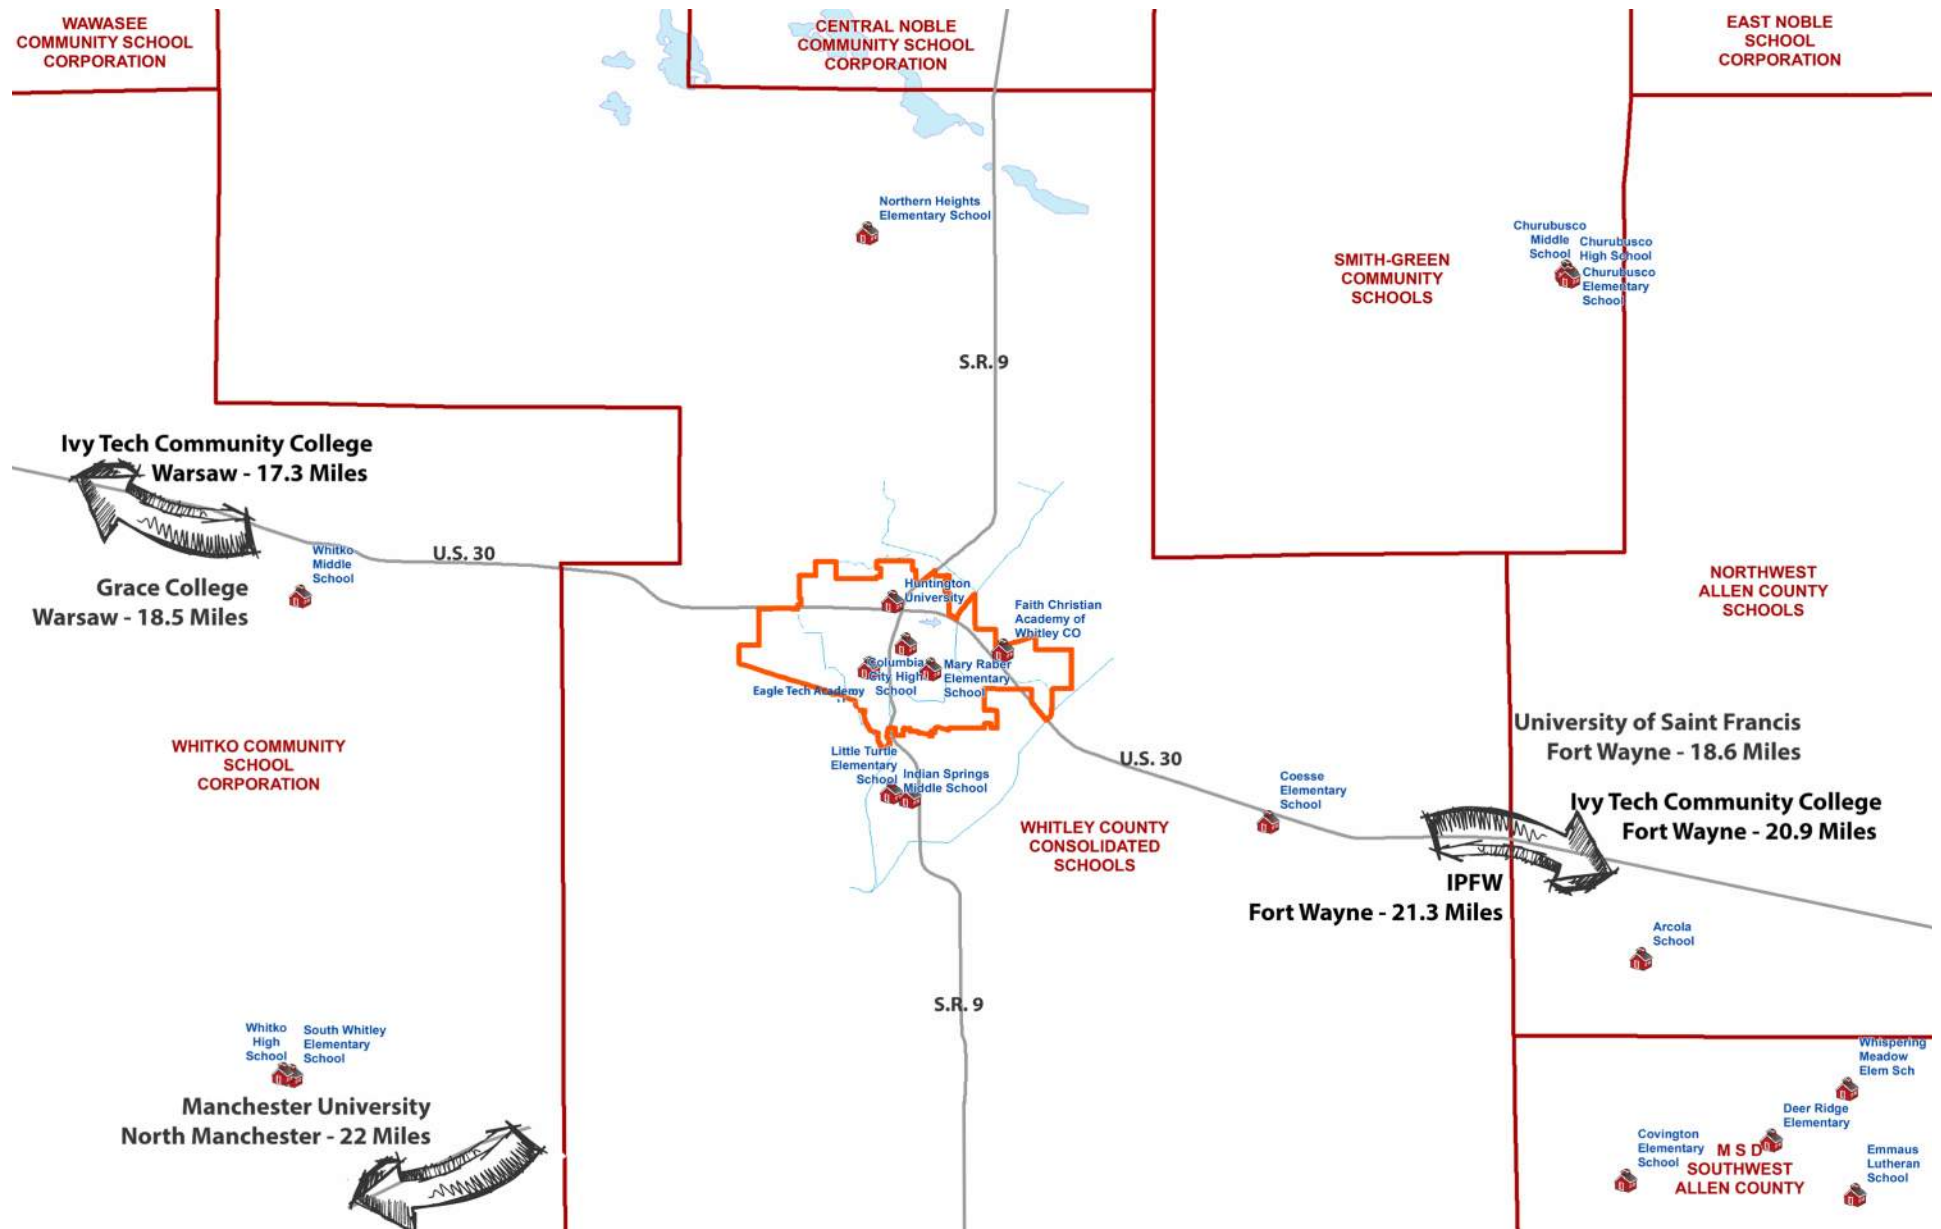 WAWASEE
COMMUNITY SCHOOL
CORPORATION
CENTRAL NOBLE
COMMUNITY SCHOOL
CORPORATION
EAST NOBLE
SCHOOL
CORPORATION
Northern Heights
Elementary School
Churubusco
Middle
School
Churubusco
High School
Churubusco
Elementary
School
SMITH-GREEN
COMMUNITY
SCHOOLS
S.R. 9
Ivy Tech Community College
Warsaw - 17.3 Miles
U.S. 30
Whitko
Middle
School
Grace College
Warsaw - 18.5 Miles
Huntington
University
Faith Christian
Academy of
Whitley CO
NORTHWEST
ALLEN COUNTY
SCHOOLS
Columbia
City High
School
Mary Raber
Elementary
School
Eagle Tech Academy
WHITKO COMMUNITY
SCHOOL
CORPORATION
Little Turtle
Elementary
School
Indian Springs
Middle School
U.S. 30
University of Saint Francis
Fort Wayne - 18.6 Miles
Coesse
Elementary
School
Ivy Tech Community College
Fort Wayne - 20.9 Miles
WHITLEY COUNTY
CONSOLIDATED
SCHOOLS
IPFW
Fort Wayne - 21.3 Miles
Arcola
School
S.R. 9
Whitko
High
School
South Whitley
Elementary
School
Manchester University
North Manchester - 22 Miles
Whispering
Meadow
Elem Sch
Deer Ridge
Elementary
Covington
Elementary
School
M S D
SOUTHWEST
ALLEN COUNTY
Emmaus
Lutheran
School